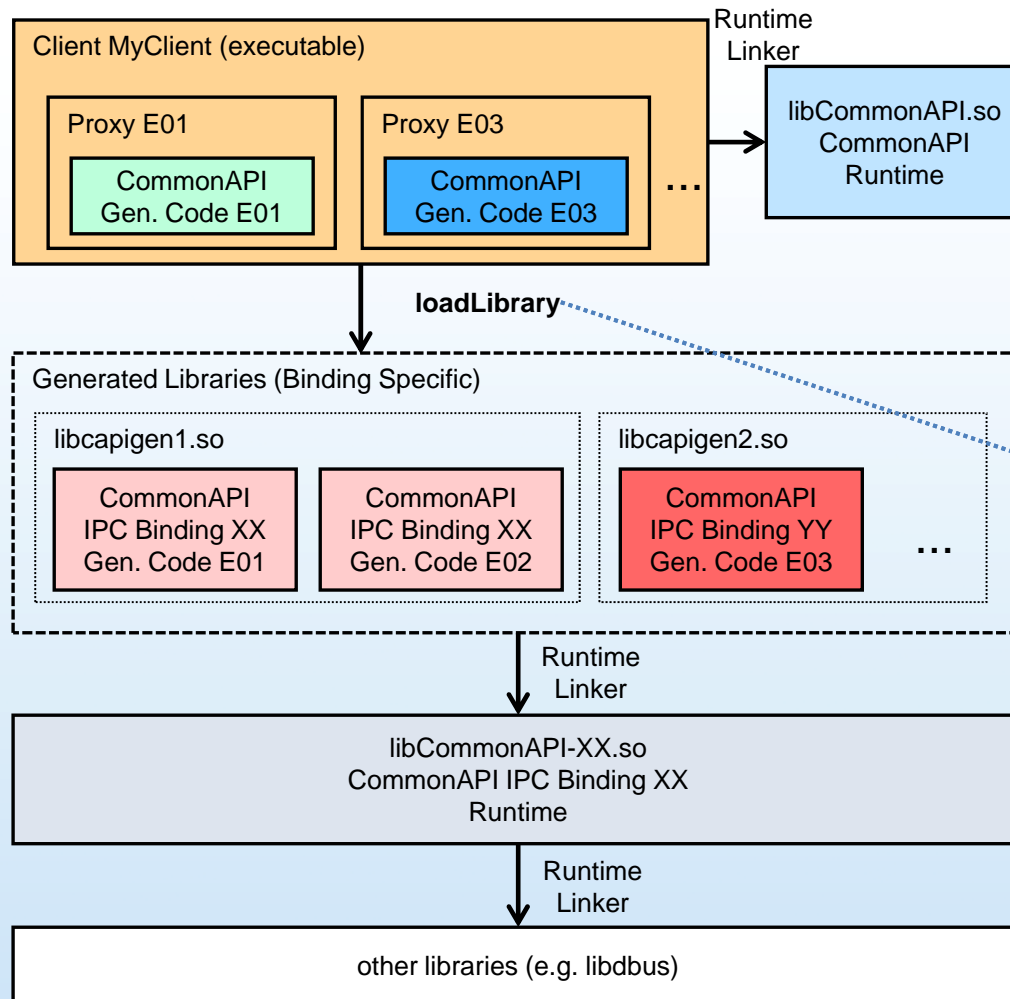 Client MyClient (executable)
Runtime
Linker
Proxy E01
CommonAPI
Gen. Code E01
Proxy E03
CommonAPI
Gen. Code E03
...
libCommonAPI.so
CommonAPI
Runtime
loadLibrary
Generated Libraries (Binding Specific)
libcapigen1.so
CommonAPI
IPC Binding XX
Gen. Code E01
CommonAPI
IPC Binding XX
Gen. Code E02
libcapigen2.so
CommonAPI
IPC Binding YY
Gen. Code E03
...
Runtime
Linker
libCommonAPI-XX.so
CommonAPI IPC Binding XX
Runtime
Runtime
Linker
other libraries (e.g. libdbus)